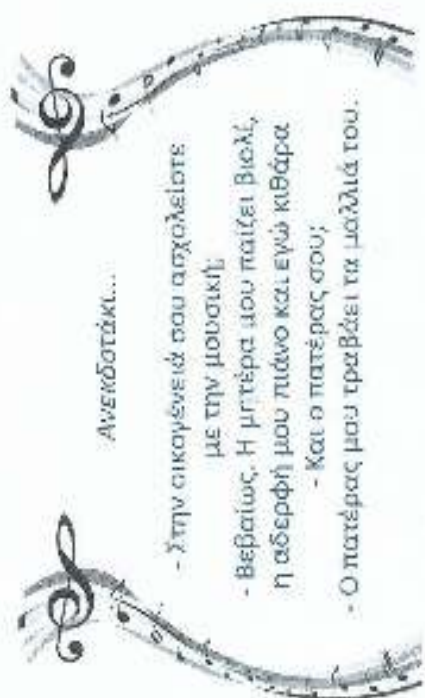 Ανεκδοτάκι...
- Στην οικογένειά σου ασχολείστε
με την μουσική;
- Βεβαίως. Η μητέρα μου παίζει βιολί,
η αδερφή μου πιάνο και εγώ κιθάρα
- Και ο πατέρας σου;
- Ο πατέρας μου τραβάει τα μαλλιά του.